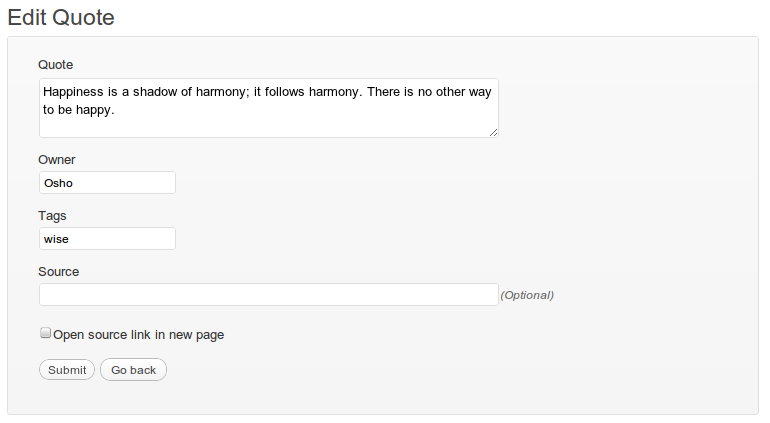 Edit Quote
Quote
Happiness is a shadow of harmony; it follows harmony. There is no other way
to be happy.
Owner
Osho
Tags
wise
Source
(Optional)
Open source link in new page
Submit Go back